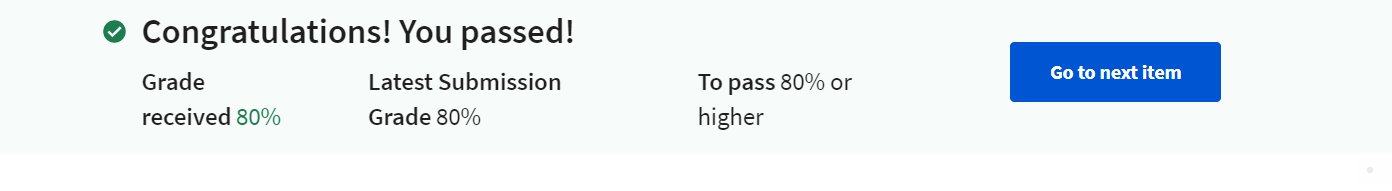 Congratulations! You passed!
Grade
received 80%
Latest Submission
Grade 80%
To pass 80% or
higher
Go to next item